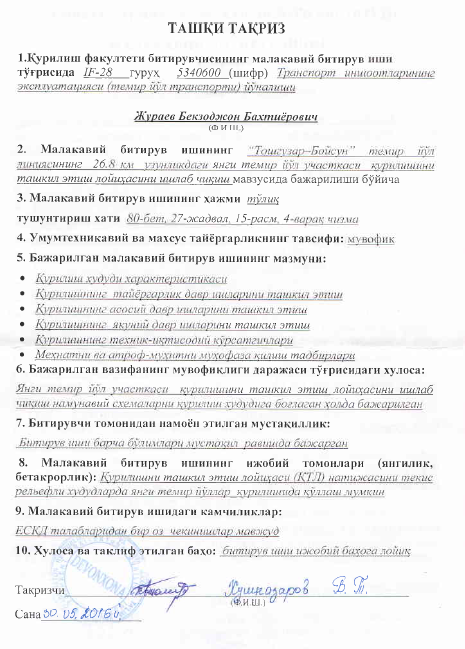 ТАШҚИ ТАҚРИЗ
1.Қурилиш факултети битирувчисининг малакавий битирув иши
тўғрисида IF-28 гуруҳ 5340600 (шифр) Транспорт иншоотларининг
эксплуатацияси (темир йўл транспорти) йўналиши
Жураев Бекзоджон Бахтиёрович
(Ф.И.Ш.)
2. Малакавий битирув ишининг “Тошгузар–Бойсун” темир йўл
линиясининг 26.8 км узунликдаги янги темир йўл участкаси қурилишини
ташкил этиш лойиҳасини ишлаб чиқиш мавзусида бажарилиши бўйича
3. Малакавий битирув ишининг хажми тўлиқ
тушунтириш хати 80-бет, 27-жадвал, 15-расм, 4-варақ чизма
4. Умумтехникавий ва махсус тайёргарликнинг тавсифи: мувофик
5. Бажарилган малакавий битирув ишининг мазмуни:
• Қурилиш худуди характеристикаси
• Қурилишнинг тайёргарлик давр ишларини ташкил этиш
• Қурилишнинг асосий давр ишларини ташкил этиш
• Қурилишнинг якуний давр ишларини ташкил этиш
• Қурилишнинг техник-иқтисодий кўрсатгичлари
• Меҳнатни ва атроф-муҳитни муҳофаза қилиш тадбирлари
6. Бажарилган вазифанинг мувофиқлиги даражаси тўғрисидаги хулоса:
Янги темир йўл участкаси қурилишини ташкил этиш лойиҳасини ишлаб
чиқиш намунавий схемаларни қурилиш худудига боғлаган ҳолда бажарилган
7. Битирувчи томонидан намоён этилган мустақиллик:
Битирув иши барча бўлимлари мустақил равишда бажарган
8. Малакавий битирув ишининг ижобий томонлари (янгилик,
бетакрорлик): Қурилишни ташкил этиш лойиҳаси (КТЛ) натижасини текис
рельефли худудларда янги темир йўллар қурилишида қўллаш мумкин
9. Малакавий битирув ишидаги камчиликлар:
ЕСКД талабларидан бир оз чекинишлар мавжуд
10. Хулоса ва таклиф этилган баҳо: битирув иши ижобий баҳога лойиқ
DEVONXONA
Тақризчи Кушназаров Б. Т.
(Ф.И.Ш.)
Сана 30.05.2016 й